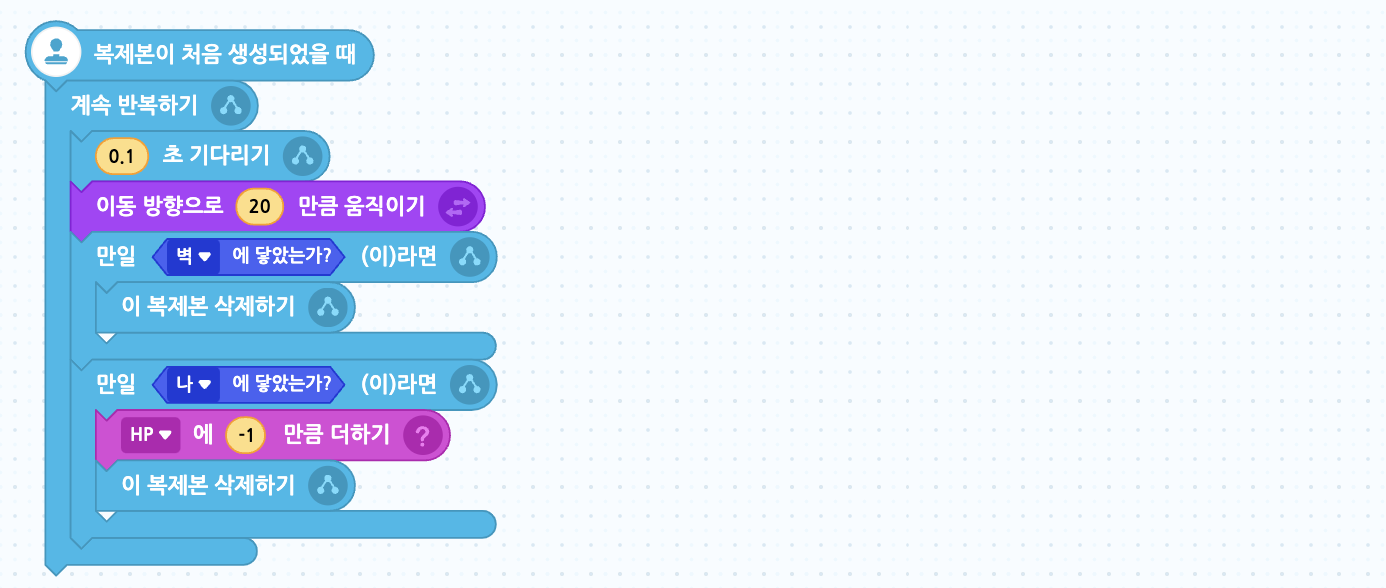 복제본이 처음 생성되었을 때
계속 반복하기
0.1 초 기다리기
이동 방향으로 20 만큼 움직이기
만일 벽 에 닿았는가? (이)라면
이 복제본 삭제하기
만일 나 에 닿았는가? (이)라면
HP 에 -1 만큼 더하기 ?
이 복제본 삭제하기